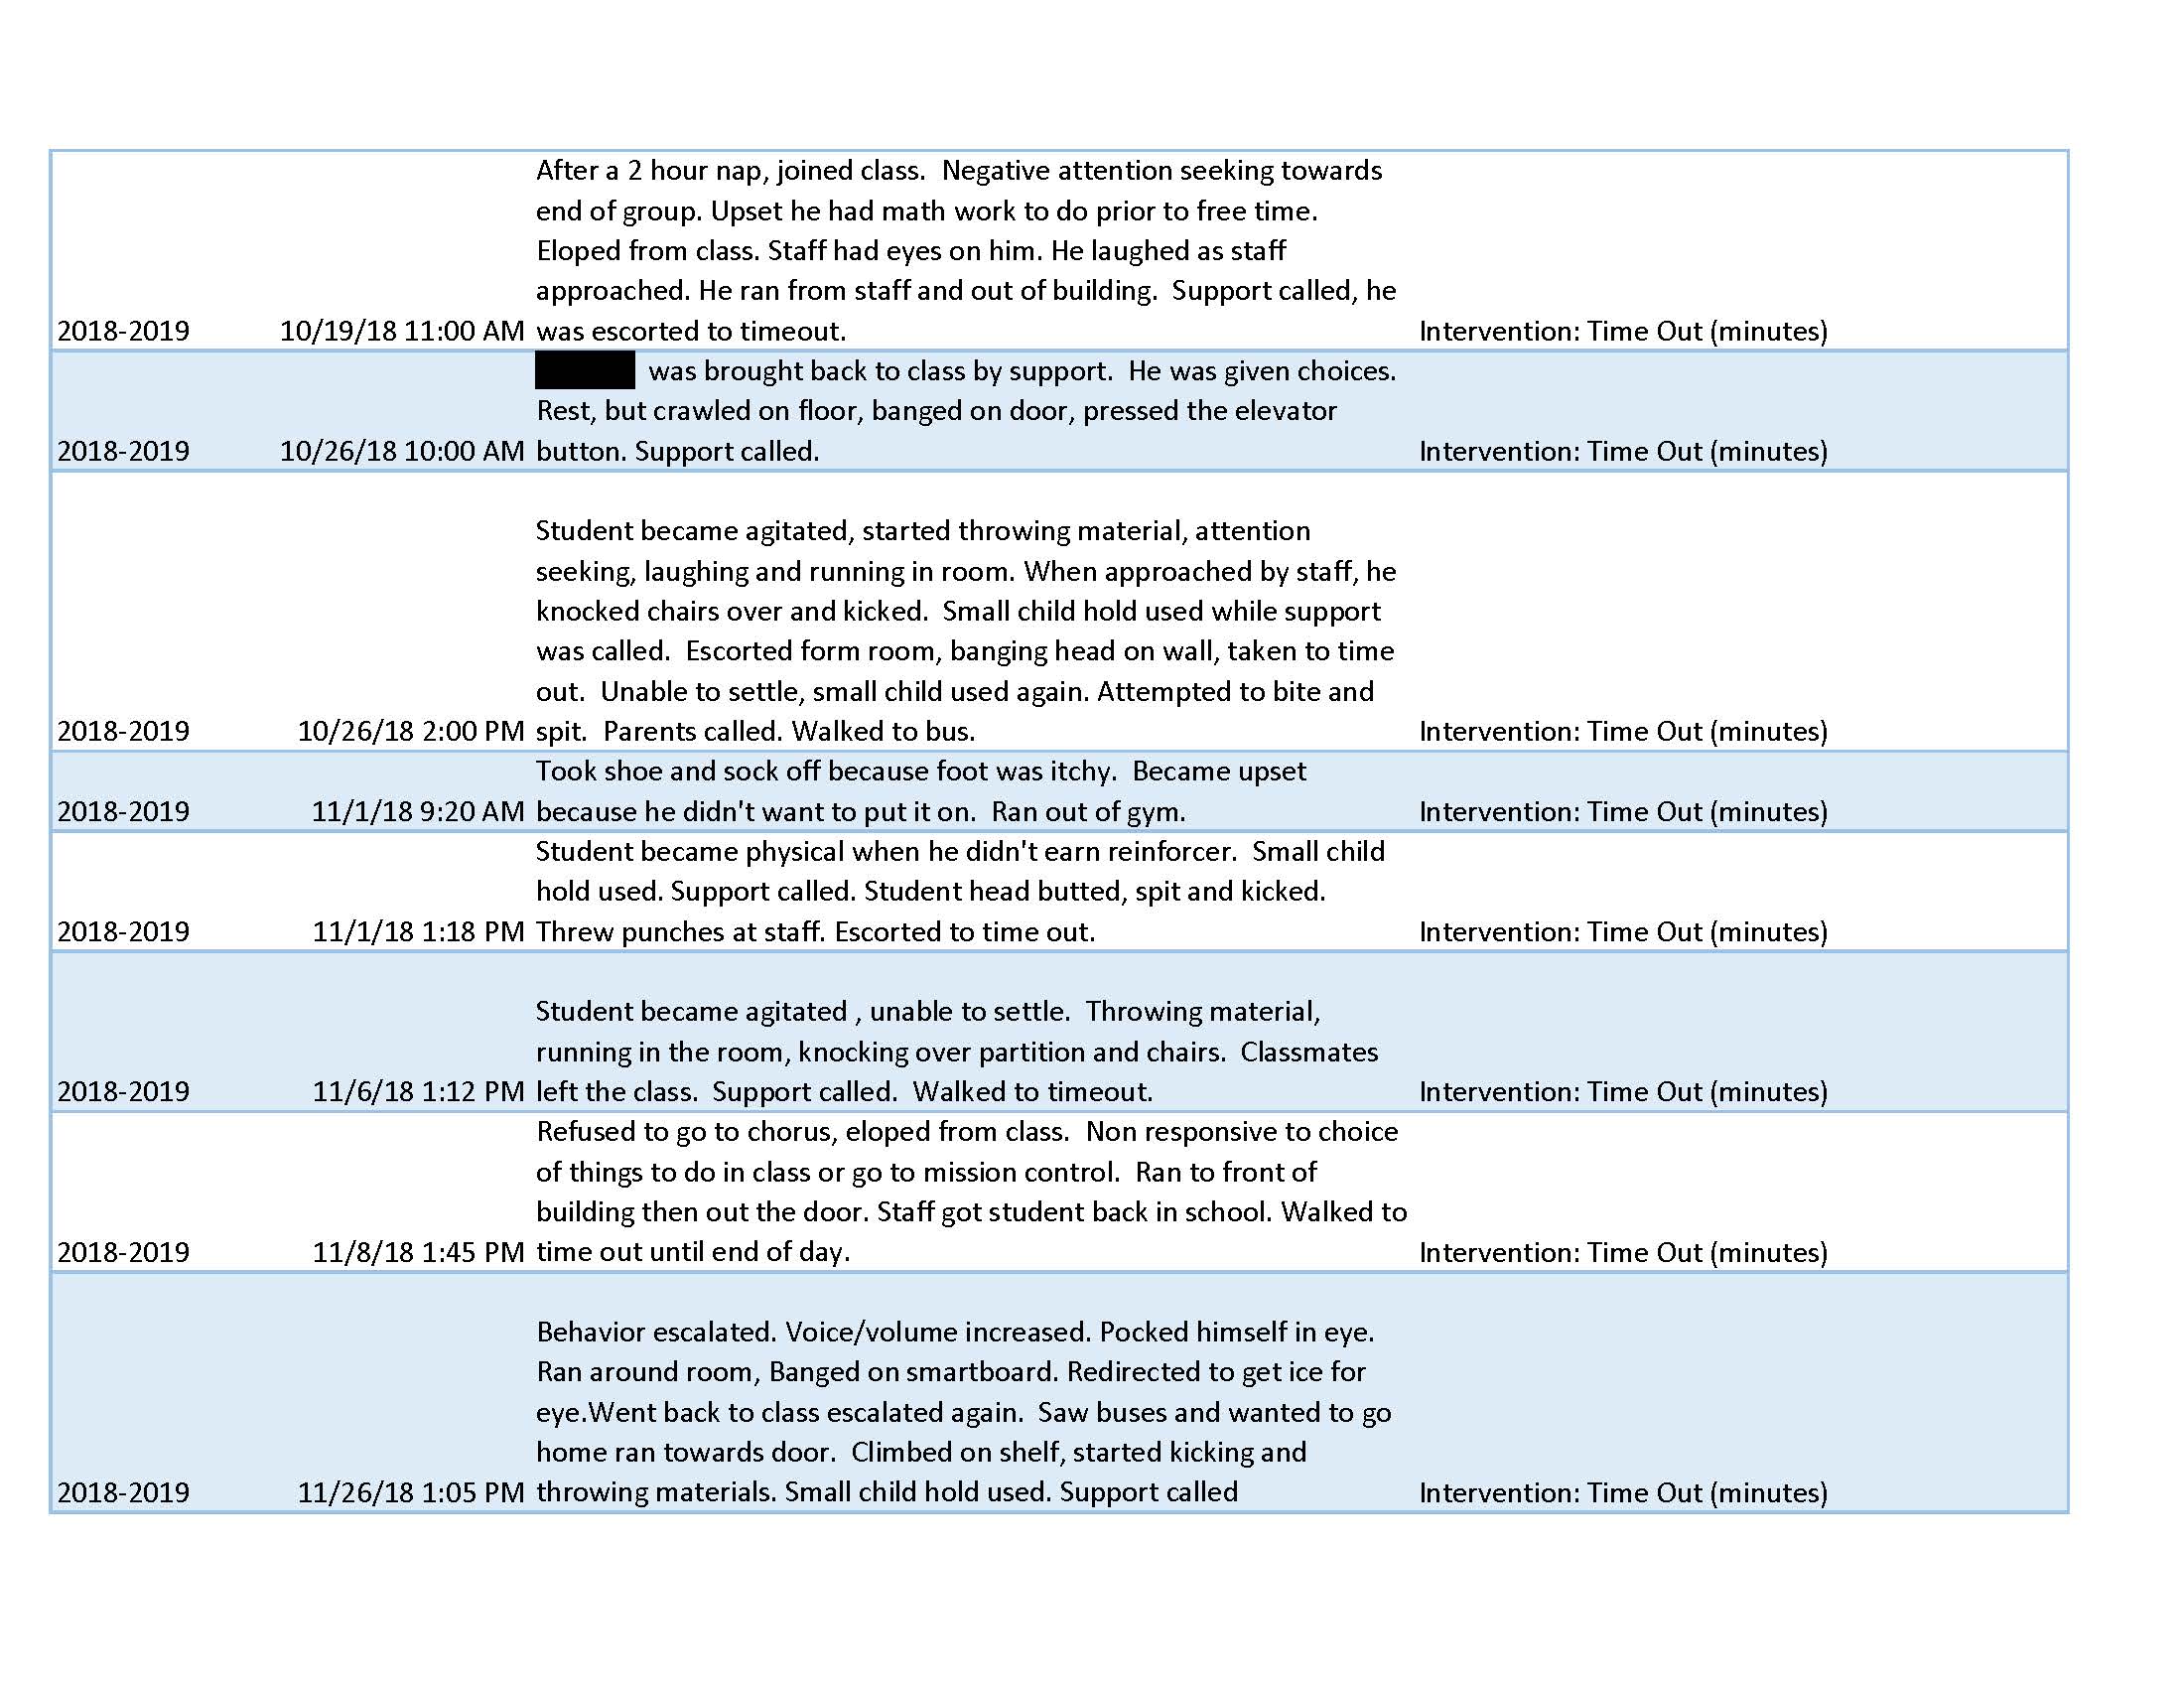 After a 2 hour nap, joined class.  Negative attention seeking towards
end of group. Upset he had math work to do prior to free time.
Eloped from class. Staff had eyes on him. He laughed as staff
approached. He ran from staff and out of building.  Support called, he
2018-2019 10/19/18 11:00 AM was escorted to timeout. Intervention: Time Out (minutes)
was brought back to class by support.  He was given choices.
Rest, but crawled on floor, banged on door, pressed the elevator
2018-2019 10/26/18 10:00 AM button. Support called. Intervention: Time Out (minutes)
Student became agitated, started throwing material, attention
seeking, laughing and running in room. When approached by staff, he
knocked chairs over and kicked.  Small child hold used while support
was called.  Escorted form room, banging head on wall, taken to time
out.  Unable to settle, small child used again. Attempted to bite and
2018-2019 10/26/18 2:00 PM spit.  Parents called. Walked to bus. Intervention: Time Out (minutes)
Took shoe and sock off because foot was itchy.  Became upset
2018-2019 11/1/18 9:20 AM because he didn't want to put it on.  Ran out of gym. Intervention: Time Out (minutes)
Student became physical when he didn't earn reinforcer.  Small child
hold used. Support called. Student head butted, spit and kicked.
2018-2019 11/1/18 1:18 PM Threw punches at staff. Escorted to time out. Intervention: Time Out (minutes)
Student became agitated , unable to settle.  Throwing material,
running in the room, knocking over partition and chairs.  Classmates
2018-2019 11/6/18 1:12 PM left the class.  Support called.  Walked to timeout. Intervention: Time Out (minutes)
Refused to go to chorus, eloped from class.  Non responsive to choice
of things to do in class or go to mission control.  Ran to front of
building then out the door. Staff got student back in school. Walked to
2018-2019 11/8/18 1:45 PM time out until end of day. Intervention: Time Out (minutes)
Behavior escalated. Voice/volume increased. Pocked himself in eye.
Ran around room, Banged on smartboard. Redirected to get ice for
eye.Went back to class escalated again.  Saw buses and wanted to go
home ran towards door.  Climbed on shelf, started kicking and
2018-2019 11/26/18 1:05 PM throwing materials. Small child hold used. Support called Intervention: Time Out (minutes)